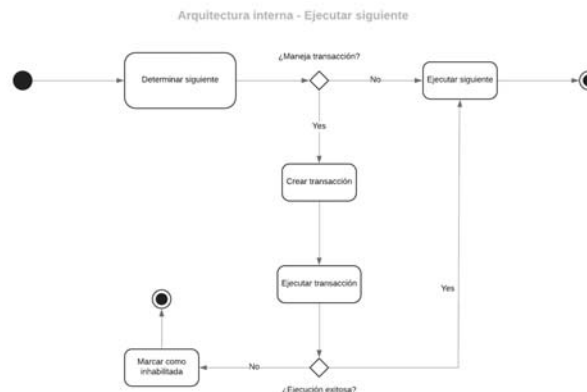 Arquitectura interna - Ejecutar siguiente
¿Maneja transacción?
Determinar siguiente
No
Ejecutar siguiente
Yes
Crear transacción
Ejecutar transacción
Yes
Marcar como
inhabilitada
No
¿Ejecución exitosa?